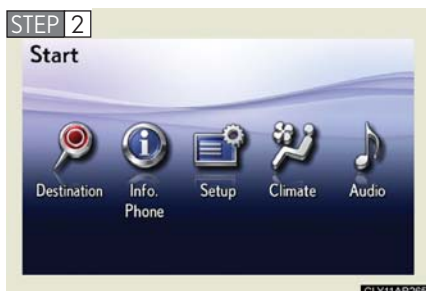 STEP 2
Start
Destination
Info.
Phone
Setup
Climate
Audio